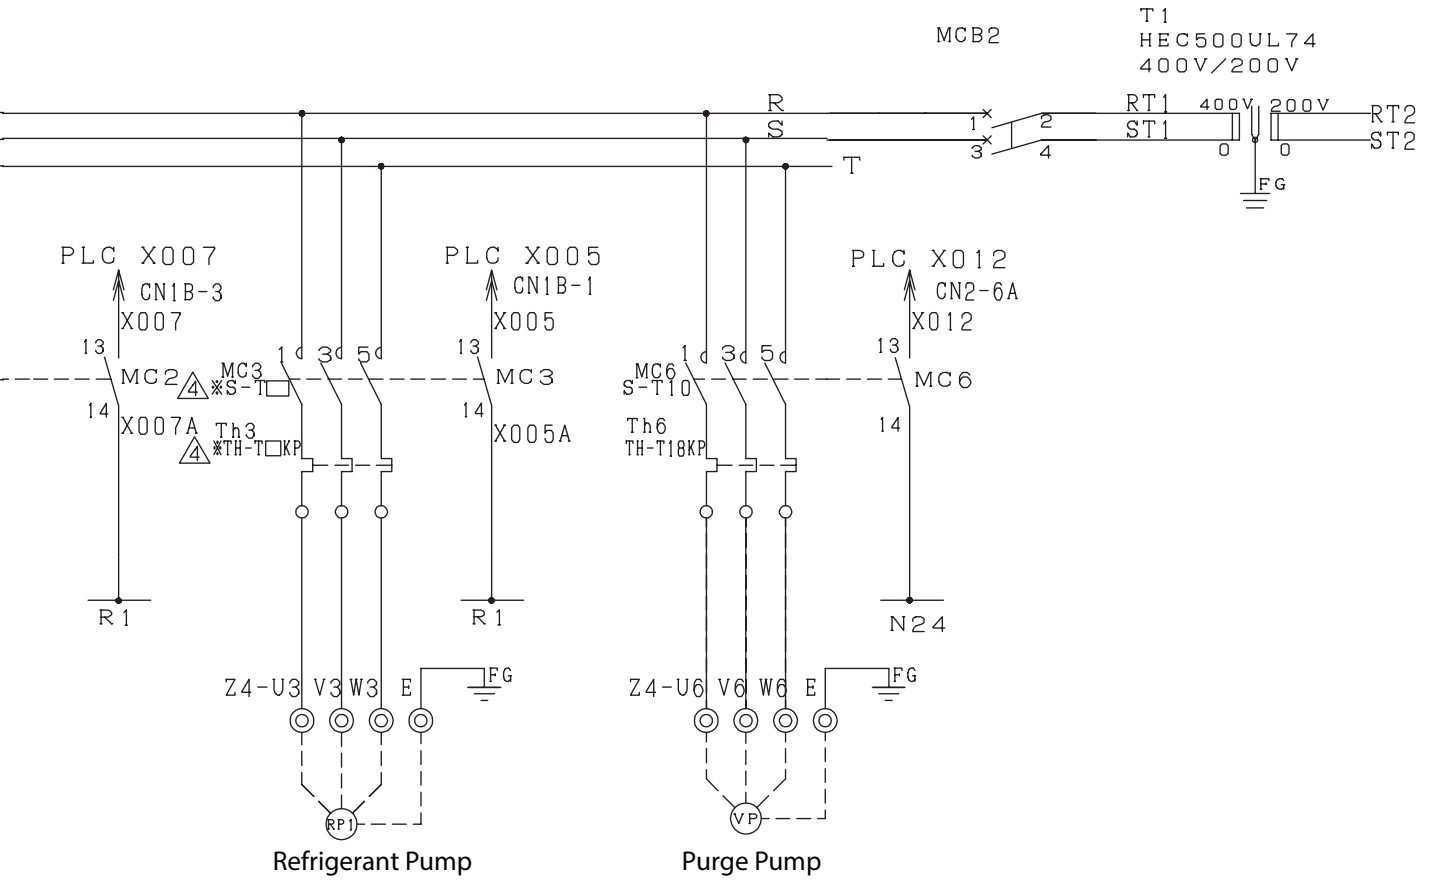 T1
MCB2
HEC500UL74
400V/200V
R RT1 400V 200V RT2
1 2
S ST1 ST2
3 4 0 0
T
FG
PLC X007 PLC X005 PLC X012
CN1B-3 CN1B-1 CN2-6A
X007 X005 X012
13 1 3 5 13 1 3 5 13
MC2 MC3 MC3 MC6 MC6
4 ※S-T□ S-T10
14 14 14
X007A Th3 X005A Th6
4 ※TH-T□KP TH-T18KP
R1 R1 N24
FG FG
Z4-U3 V3 W3 E Z4-U6 V6 W6 E
RP1 VP
Refrigerant Pump Purge Pump